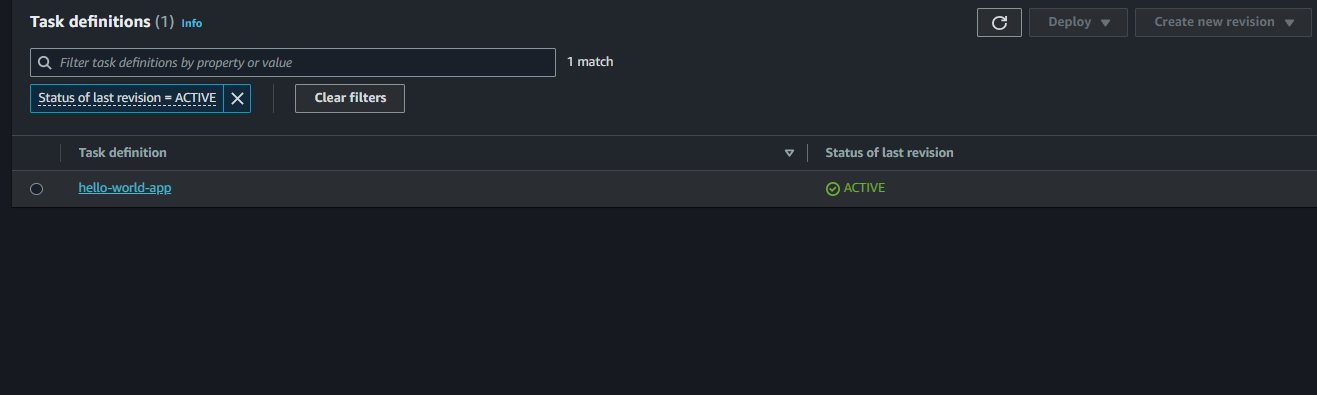 Task definitions (1) Info
Deploy
Create new revision
Filter task definitions by property or value
1 match
Status of last revision = ACTIVE
Clear filters
Task definition
Status of last revision
hello-world-app
ACTIVE